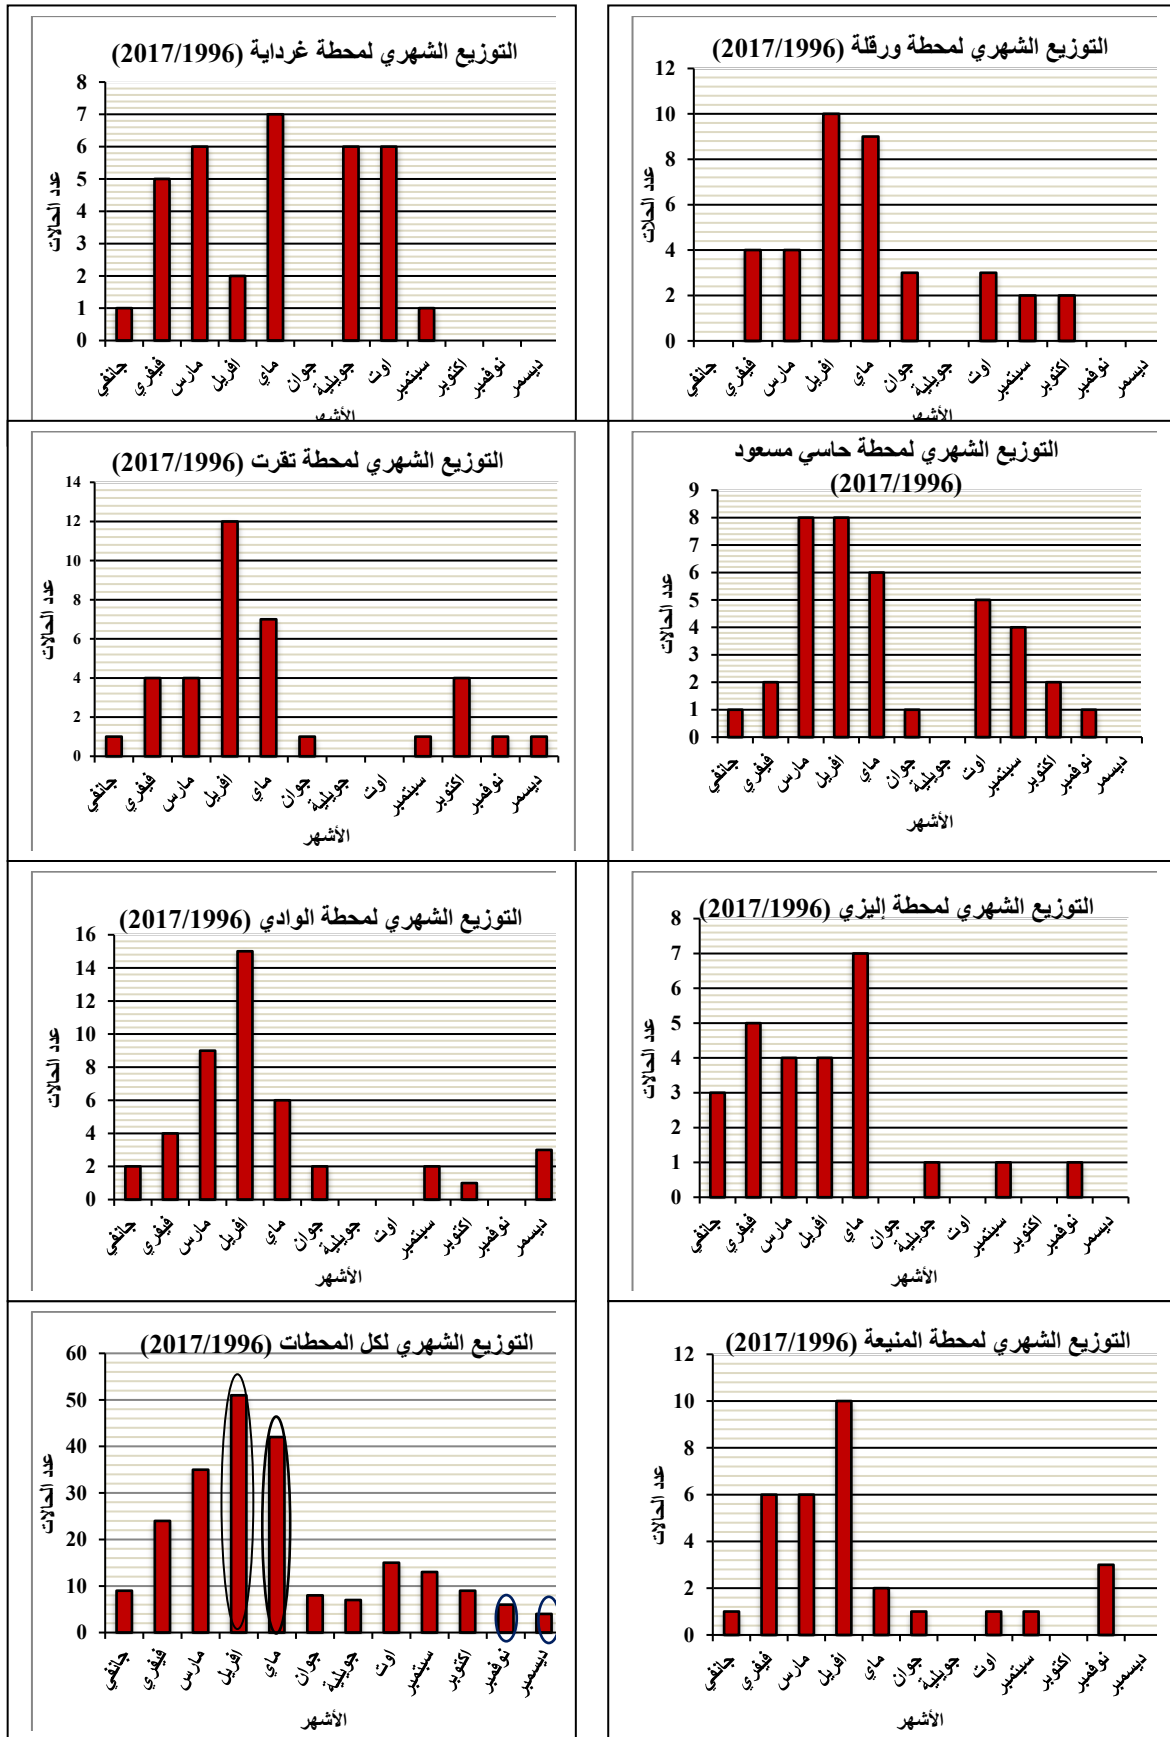 التوزيع الشهري لمحطة ورقلة (2017/1996)
عدد الحلات
12
10
8
6
4
2
0
جانفي
فيفري
مارس
افريل
ماي
جوان
جويلية
اوت
سبتمبر
اكتوبر
نوفمبر
ديسمر
الأشهر
التوزيع الشهري لمحطة غرداية (2017/1996)
عدد الحالات
8
7
6
5
4
3
2
1
0
جانفي
فيفري
مارس
افريل
ماي
جوان
جويلية
اوت
سبتمبر
اكتوبر
نوفمبر
ديسمر
الأشهر
التوزيع الشهري لمحطة حاسي مسعود
(2017/1996)
عدد الحالات
9
8
7
6
5
4
3
2
1
0
جانفي
فيفري
مارس
افريل
ماي
جوان
جويلية
اوت
سبتمبر
اكتوبر
نوفمبر
ديسمر
الأشهر
التوزيع الشهري لمحطة تقرت (2017/1996)
عدد الحالات
14
12
10
8
6
4
2
0
جانفي
فيفري
مارس
افريل
ماي
جوان
جويلية
اوت
سبتمبر
اكتوبر
نوفمبر
ديسمر
الأشهر
التوزيع الشهري لمحطة إليزي (2017/1996)
عدد الحالات
8
7
6
5
4
3
2
1
0
جانفي
فيفري
مارس
افريل
ماي
جوان
جويلية
اوت
سبتمبر
اكتوبر
نوفمبر
ديسمر
الأشهر
التوزيع الشهري لمحطة الوادي (2017/1996)
عدد الحالات
16
14
12
10
8
6
4
2
0
جانفي
فيفري
مارس
افريل
ماي
جوان
جويلية
اوت
سبتمبر
اكتوبر
نوفمبر
ديسمر
الأشهر
التوزيع الشهري لمحطة المنيعة (2017/1996)
عدد الحالات
12
10
8
6
4
2
0
جانفي
فيفري
مارس
افريل
ماي
جوان
جويلية
اوت
سبتمبر
اكتوبر
نوفمبر
ديسمر
الأشهر
التوزيع الشهري لكل المحطات (2017/1996)
عدد الحالات
60
50
40
30
20
10
0
جانفي
فيفري
مارس
افريل
ماي
جوان
جويلية
اوت
سبتمبر
اكتوبر
نوفمبر
ديسمبر
الأشهر